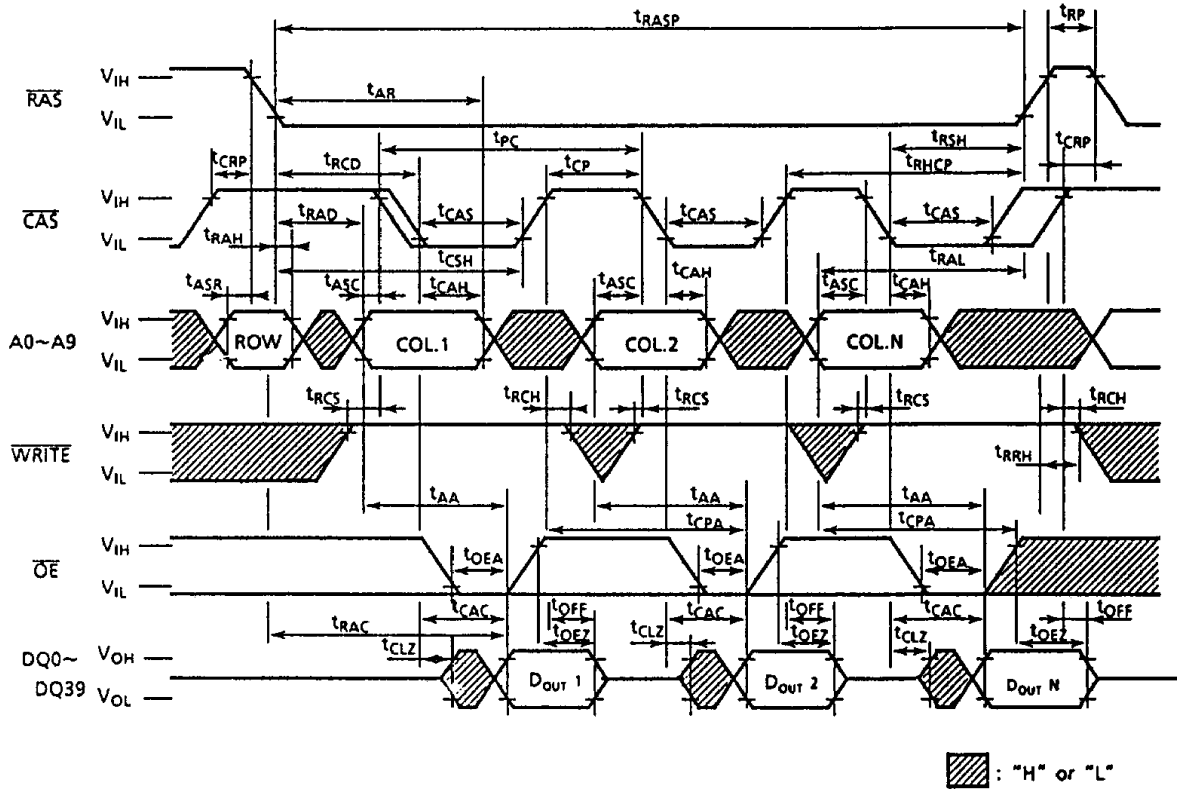 tRASP tRP
RAS VIH VIL tAR
tPC tRSH
tCRP tRCD tCP tRHCP tCRP
CAS VIH VIL tRAD tCAS tCAS tCAS
tRAH tCSH tRAL
tASR tASC tCAH tASC tCAH tASC tCAH
A0~A9 VIH VIL ROW COL.1 COL.2 COL.N
tRCS tRCH tRCS tRCS tRCH
WRITE VIH VIL tRRH
tAA tAA tAA
tCPA tCPA
OE VIH VIL tOEA tOEA tOEA
tCAC tOFF tCAC tOFF tCAC tOFF
tRAC tOEZ tCLZ tOEZ tCLZ tOEZ
tCLZ
DQ0~ DQ39 VOH VOL DOUT 1 DOUT 2 DOUT N
: "H" or "L"